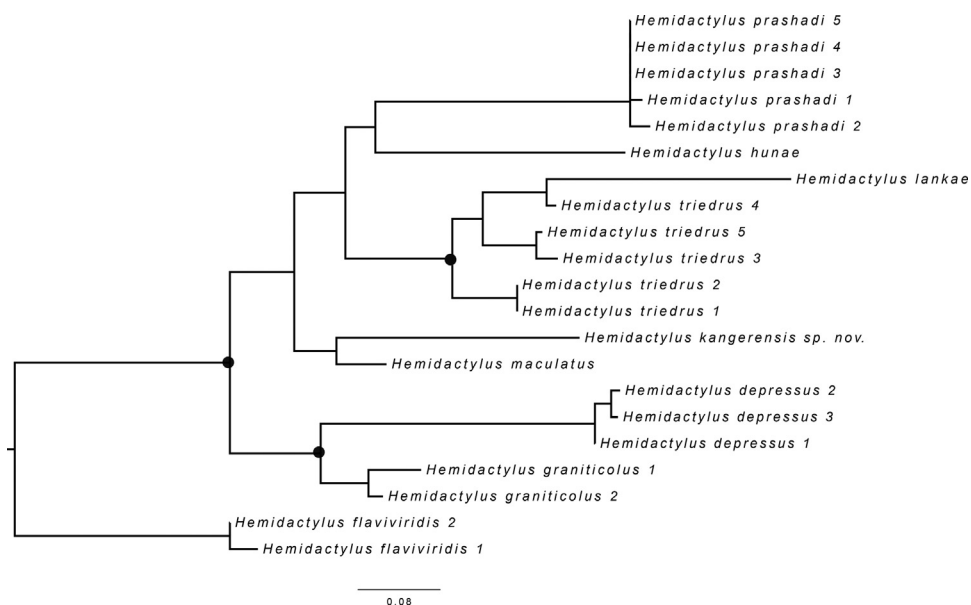 Hemidactylus prashadi 5
Hemidactylus prashadi 4
Hemidactylus prashadi 3
Hemidactylus prashadi 1
Hemidactylus prashadi 2
Hemidactylus hunae
Hemidactylus lankae
Hemidactylus triedrus 4
Hemidactylus triedrus 5
Hemidactylus triedrus 3
Hemidactylus triedrus 2
Hemidactylus triedrus 1
Hemidactylus kangerensis sp. nov.
Hemidactylus maculatus
Hemidactylus depressus 2
Hemidactylus depressus 3
Hemidactylus depressus 1
Hemidactylus graniticolus 1
Hemidactylus graniticolus 2
Hemidactylus flaviviridis 2
Hemidactylus flaviviridis 1
0.08